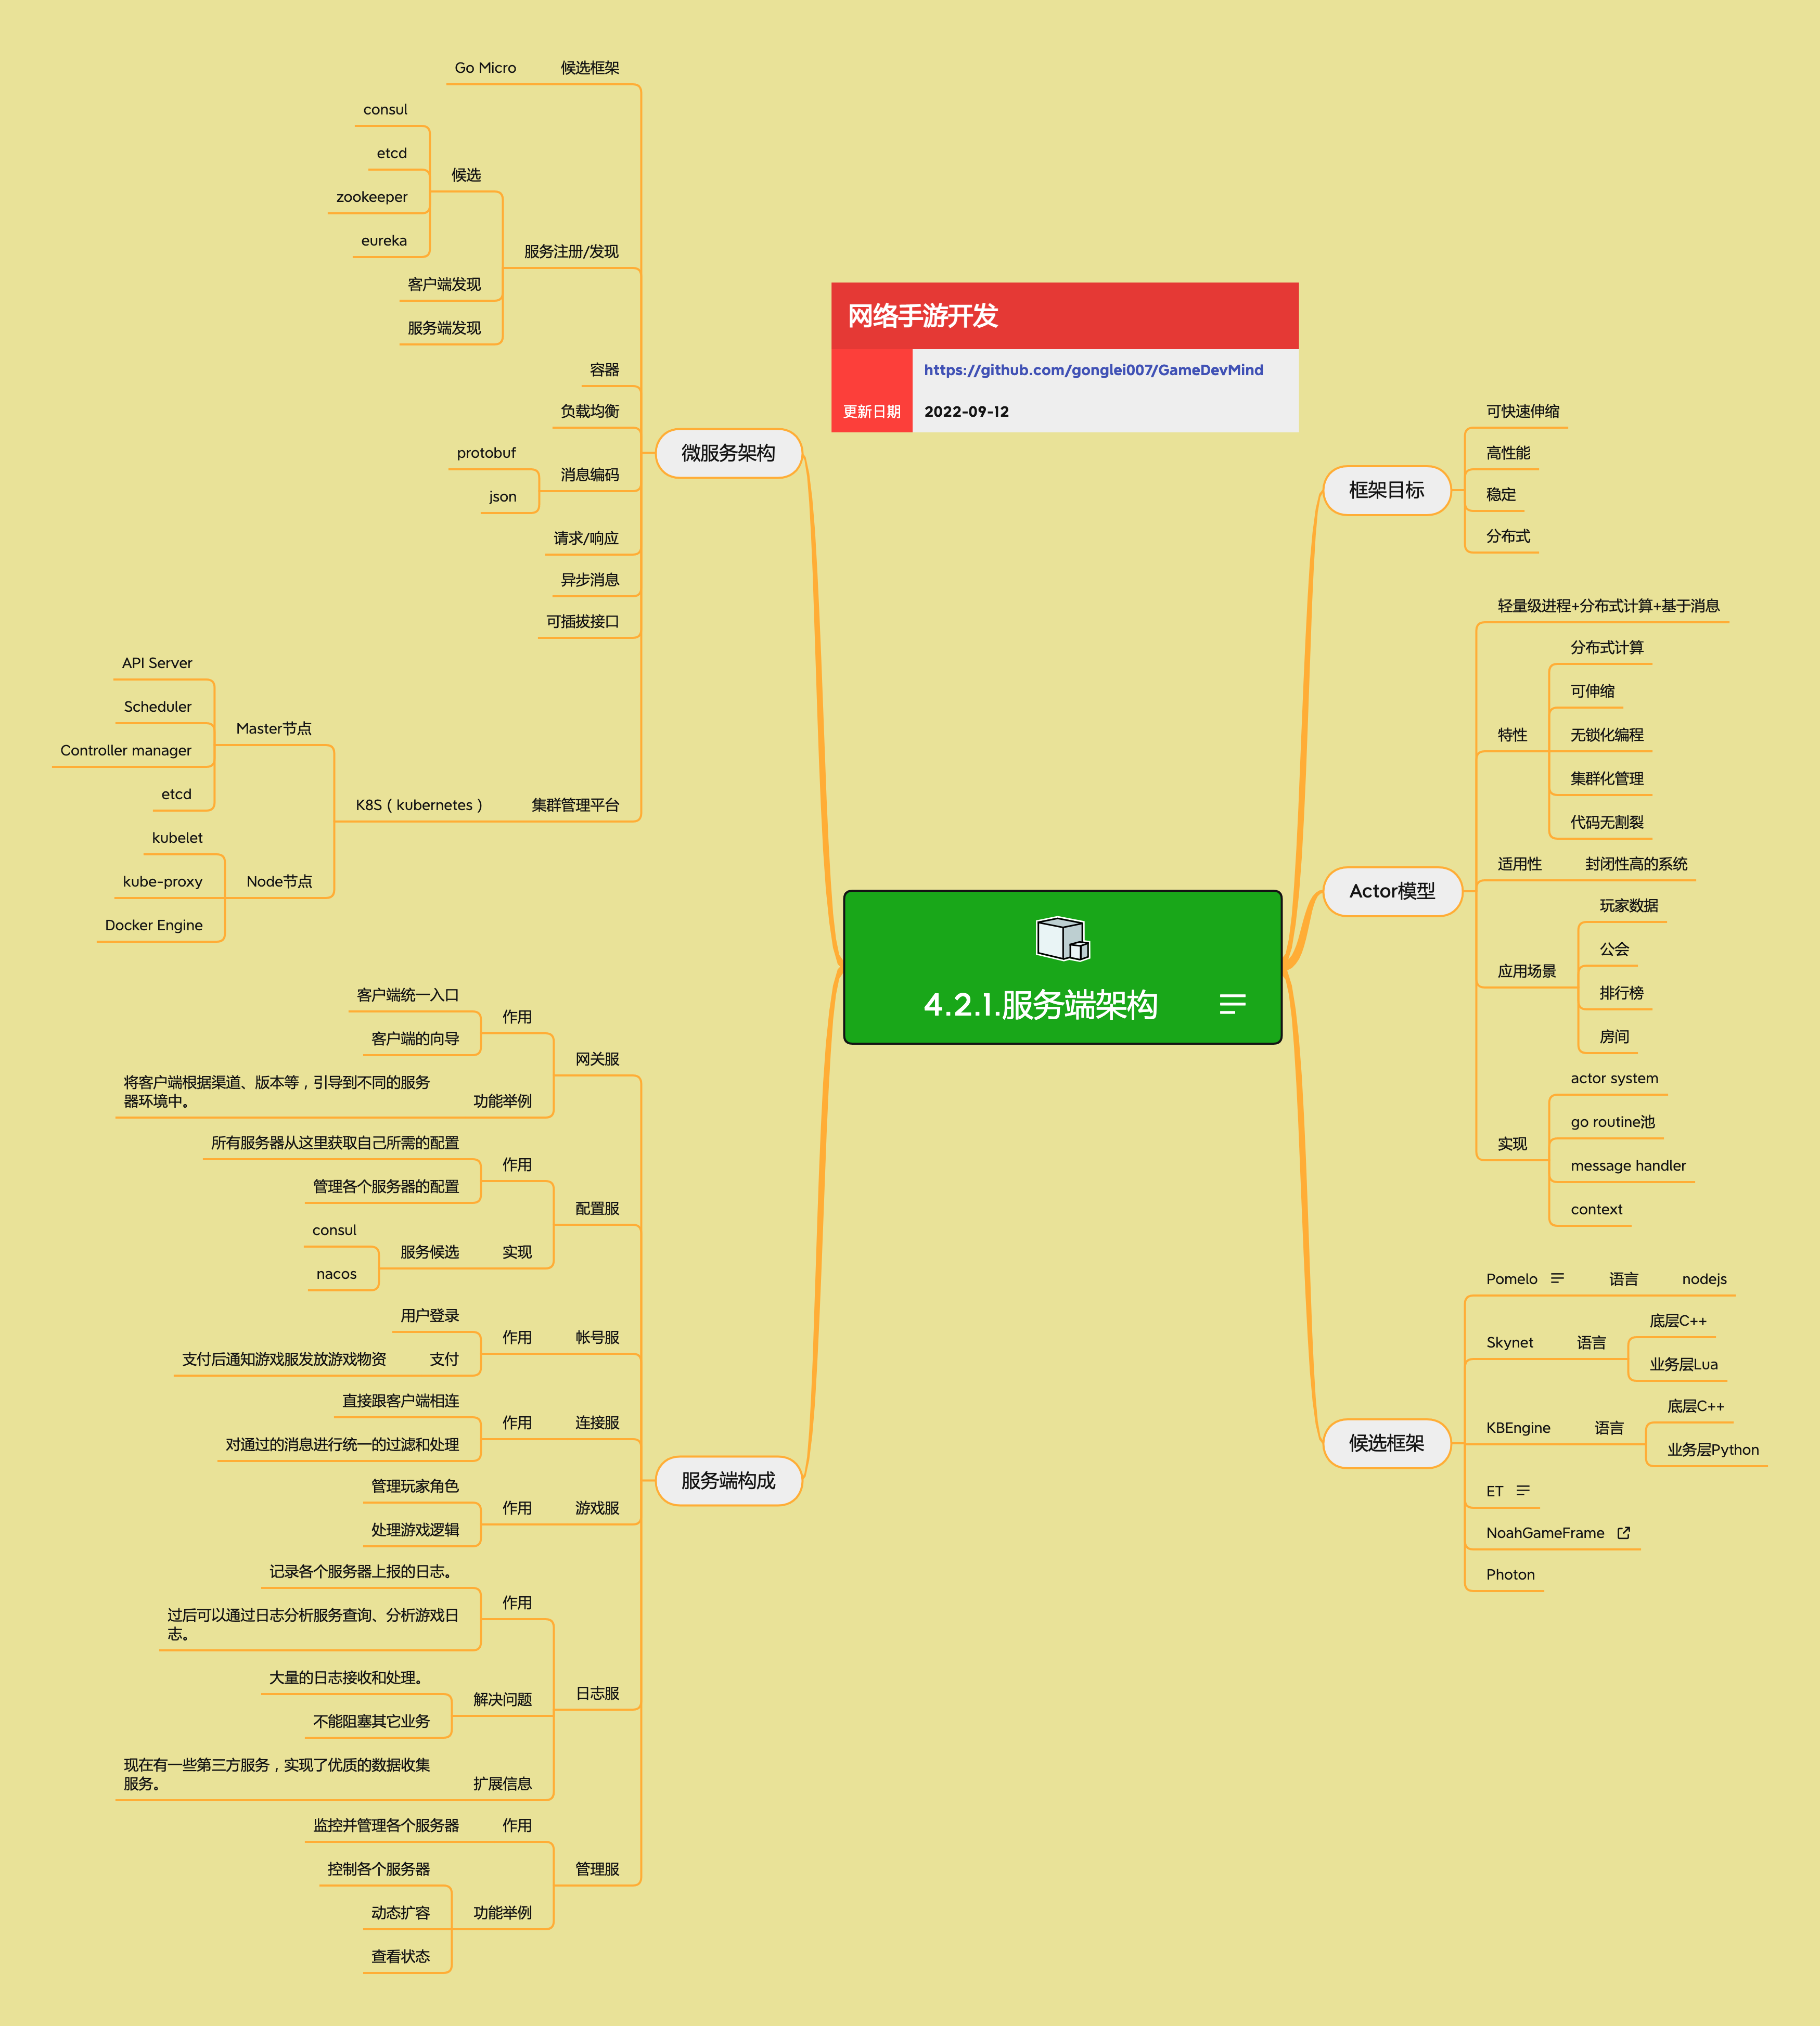 网络手游开发
https://github.com/gonglei007/GameDevMind
更新日期 2022-09-12
4.2.1.服务端架构
框架目标
可快速伸缩
高性能
稳定
分布式
Actor模型
轻量级进程+分布式计算+基于消息
特性
分布式计算
可伸缩
无锁化编程
集群化管理
代码无割裂
适用性
封闭性高的系统
应用场景
玩家数据
公会
排行榜
房间
实现
actor system
go routine池
message handler
context
候选框架
Pomelo
语言
nodejs
Skynet
语言
底层C++
业务层Lua
KBEngine
语言
底层C++
业务层Python
ET
NoahGameFrame
Photon
微服务架构
候选框架
Go Micro
服务注册/发现
候选
consul
etcd
zookeeper
eureka
客户端发现
服务端发现
容器
负载均衡
消息编码
protobuf
json
请求/响应
异步消息
可插拔接口
集群管理平台
K8S（kubernetes）
Master节点
API Server
Scheduler
Controller manager
etcd
Node节点
kubelet
kube-proxy
Docker Engine
服务端构成
网关服
作用
客户端统一入口
客户端的向导
功能举例
将客户端根据渠道、版本等，引导到不同的服务
器环境中。
配置服
作用
所有服务器从这里获取自己所需的配置
管理各个服务器的配置
实现
服务候选
consul
nacos
帐号服
作用
用户登录
支付
支付后通知游戏服发放游戏物资
连接服
作用
直接跟客户端相连
对通过的消息进行统一的过滤和处理
游戏服
作用
管理玩家角色
处理游戏逻辑
日志服
作用
记录各个服务器上报的日志。
过后可以通过日志分析服务查询、分析游戏日
志。
解决问题
大量的日志接收和处理。
不能阻塞其它业务
扩展信息
现在有一些第三方服务，实现了优质的数据收集
服务。
管理服
作用
监控并管理各个服务器
功能举例
控制各个服务器
动态扩容
查看状态